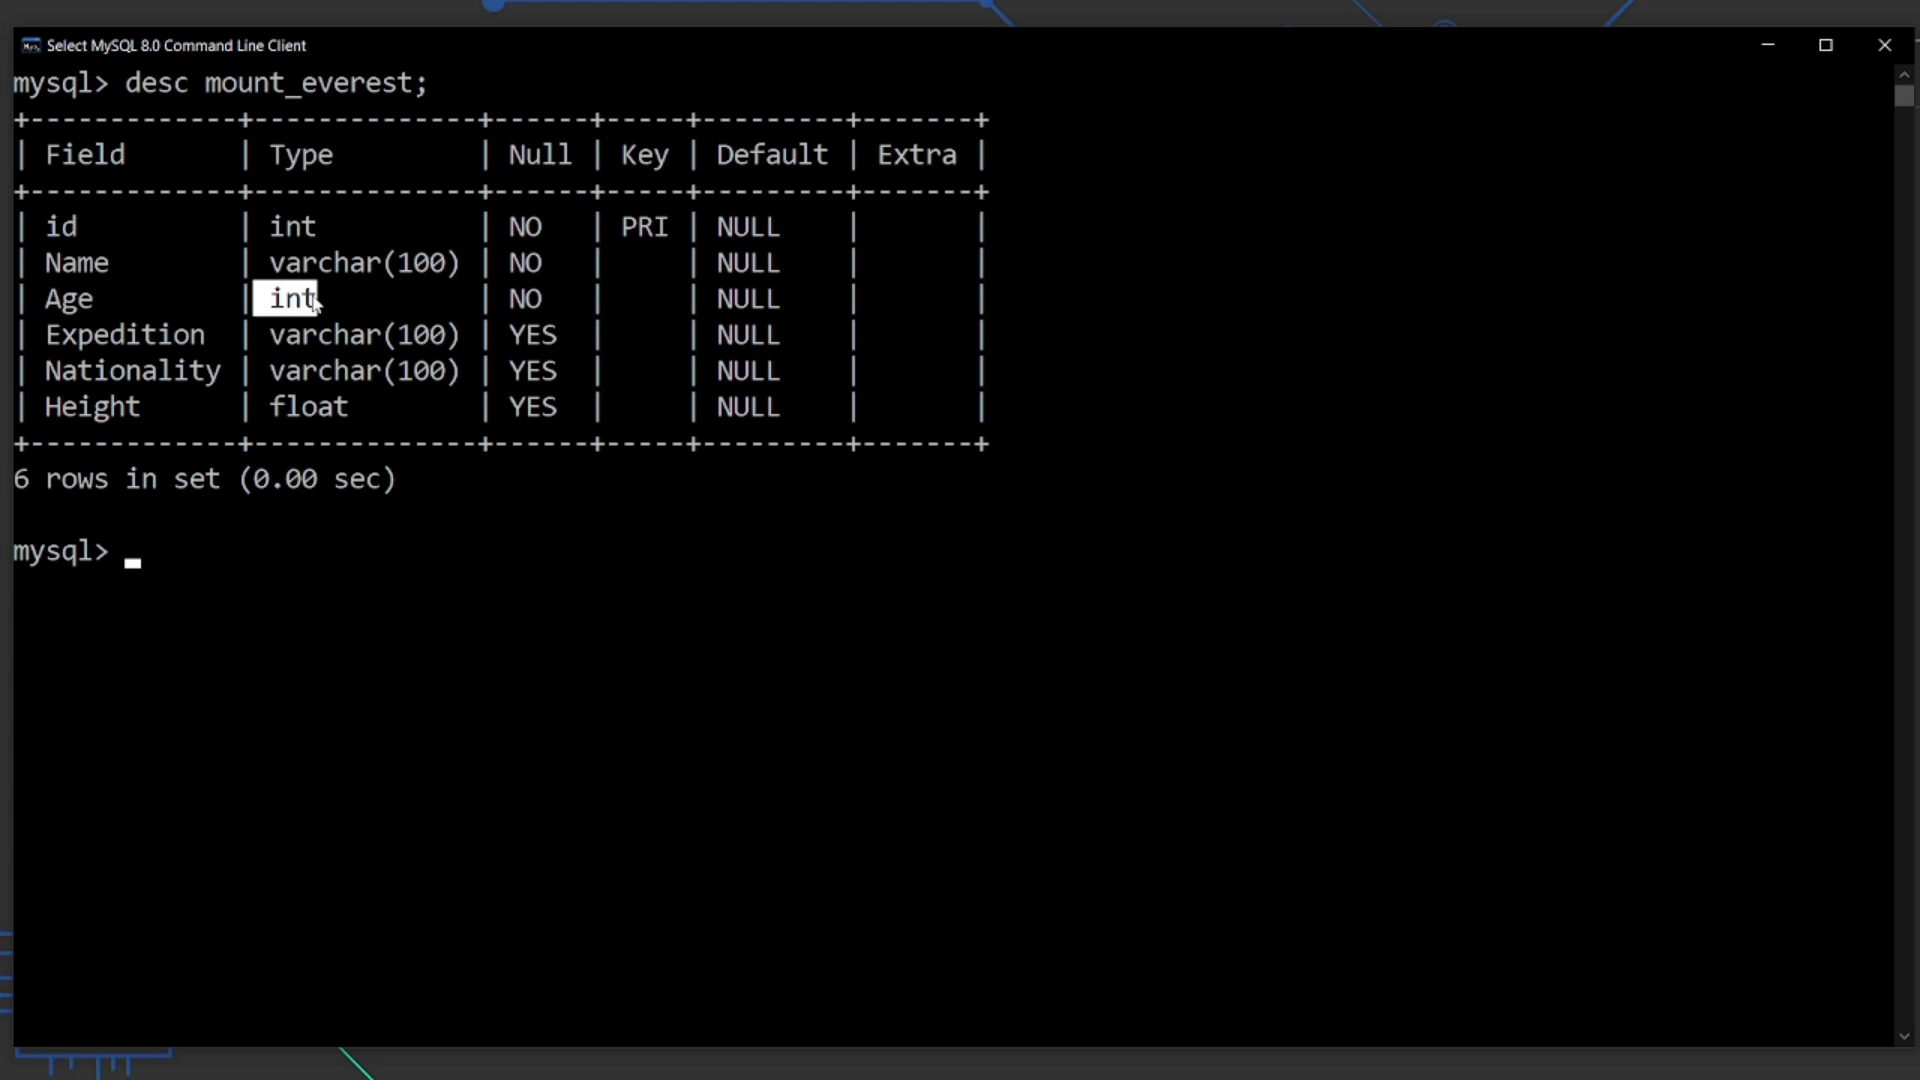 Select MySQL 8.0 Command Line Client
mysql> desc mount_everest;
+-------------+--------------+------+-----+---------+-------+
| Field       | Type         | Null | Key | Default | Extra |
+-------------+--------------+------+-----+---------+-------+
| id          | int          | NO   | PRI | NULL    |       |
| Name        | varchar(100) | NO   |     | NULL    |       |
| Age         | int          | NO   |     | NULL    |       |
| Expedition  | varchar(100) | YES  |     | NULL    |       |
| Nationality | varchar(100) | YES  |     | NULL    |       |
| Height      | float        | YES  |     | NULL    |       |
+-------------+--------------+------+-----+---------+-------+
6 rows in set (0.00 sec)
mysql>